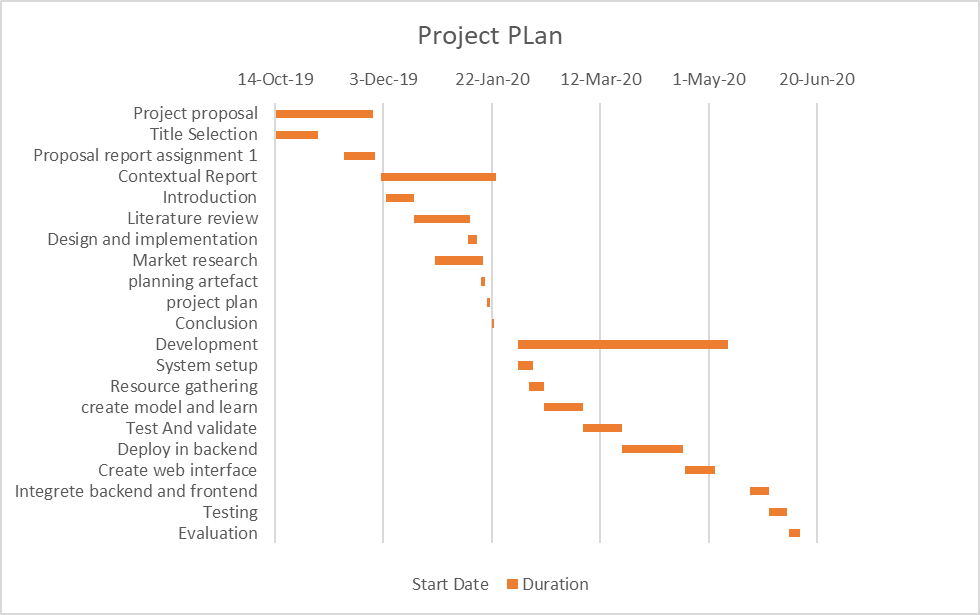 Project PLan
14-Oct-19 3-Dec-19 22-Jan-20 12-Mar-20 1-May-20 20-Jun-20
Project proposal
Title Selection
Proposal report assignment 1
Contextual Report
Introduction
Literature review
Design and implementation
Market research
planning artefact
project plan
Conclusion
Development
System setup
Resource gathering
create model and learn
Test And validate
Deploy in backend
Create web interface
Integrete backend and frontend
Testing
Evaluation
Start Date Duration